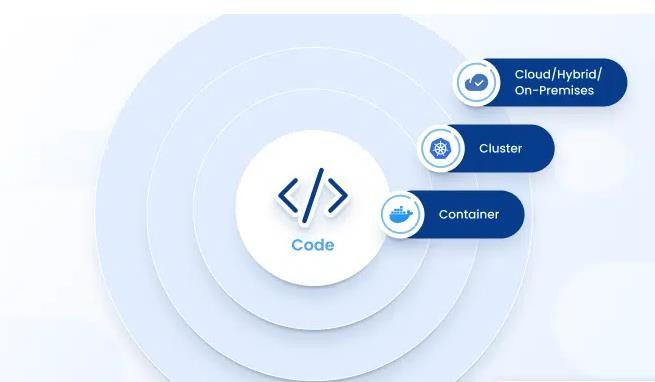 Cloud/Hybrid/
On-Premises
Cluster
Container
Code